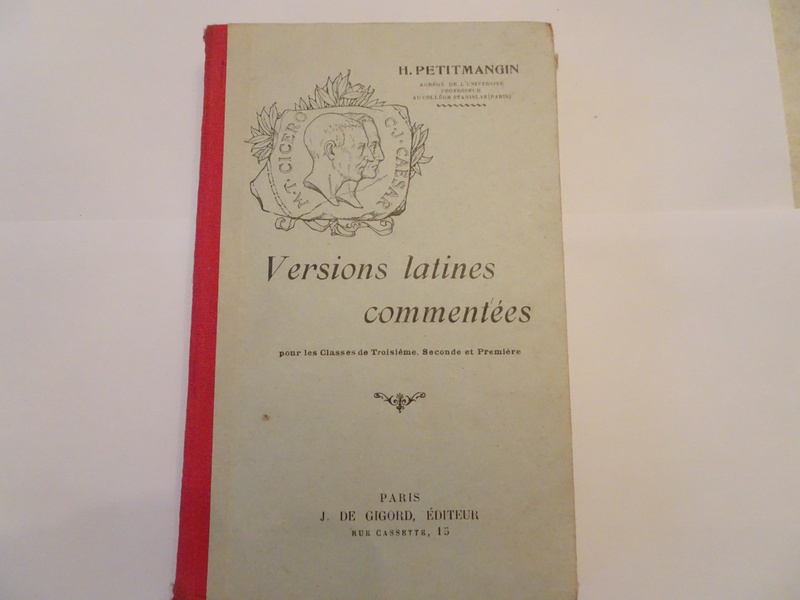 H. PETITMANGIN
AGRÉGÉ DE L'UNIVERSITÉ
PROFESSEUR
AU COLLÈGE STANISLAS (PARIS)
M·T·CICERO
C·J·CAESAR
Versions latines
commentées
pour les Classes de Troisième, Seconde et Première
PARIS
J. DE GIGORD, ÉDITEUR
RUE CASSETTE, 15